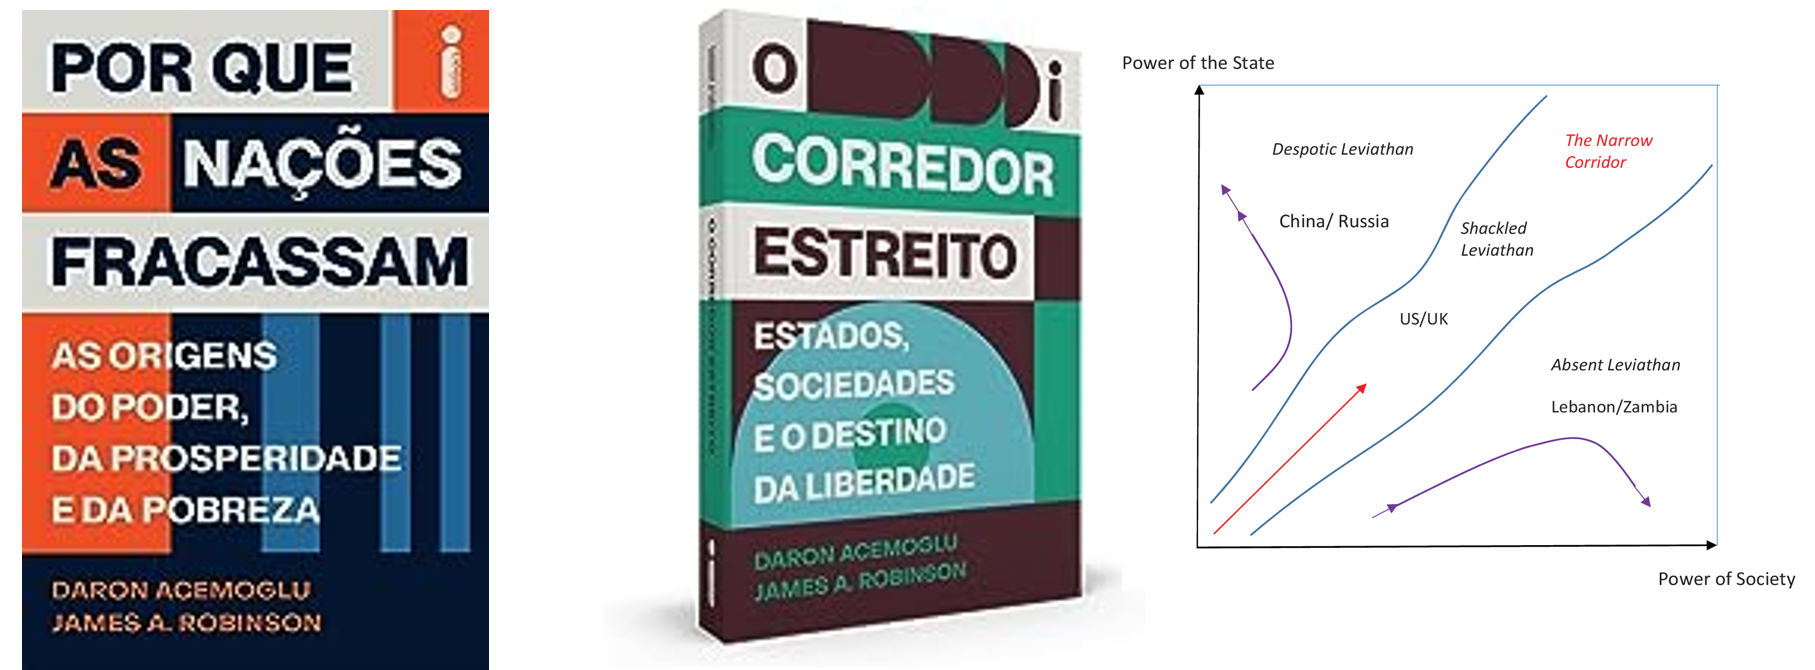 POR QUE
AS NAÇÕES
FRACASSAM
AS ORIGENS
DO PODER,
DA PROSPERIDADE
E DA POBREZA
DARON ACEMOGLU
JAMES A. ROBINSON
O
CORREDOR
ESTREITO
ESTADOS,
SOCIEDADES
E O DESTINO
DA LIBERDADE
DARON ACEMOGLU
JAMES A. ROBINSON
Power of the State
Despotic Leviathan
The Narrow
Corridor
China/ Russia
Shackled
Leviathan
US/UK
Absent Leviathan
Lebanon/Zambia
Power of Society